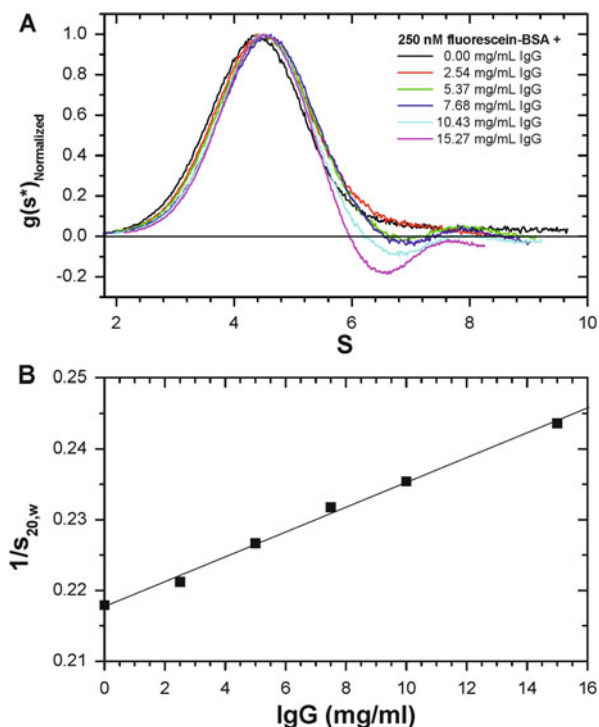 A
1.0
0.8
0.6
0.4
0.2
0.0
-0.2
g(s*)Normalized
250 nM fluorescein-BSA +
0.00 mg/mL IgG
2.54 mg/mL IgG
5.37 mg/mL IgG
7.68 mg/mL IgG
10.43 mg/mL IgG
15.27 mg/mL IgG
2 4 6 8 10
S
B
0.25
0.24
0.23
0.22
0.21
1/s20,w
0 2 4 6 8 10 12 14 16
IgG (mg/ml)